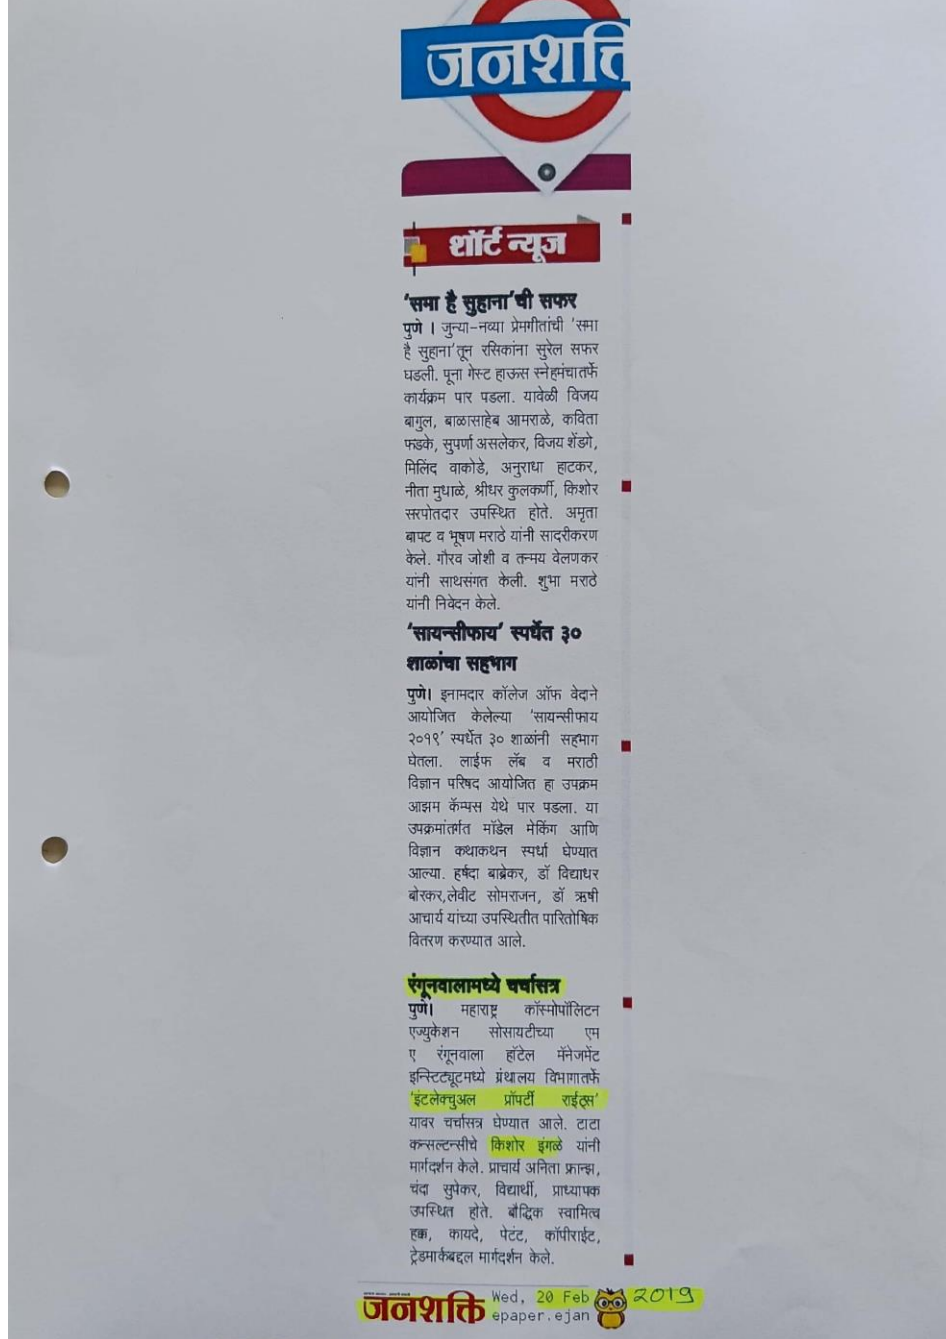 जनशक्ति
शॉर्ट न्यूज
'समा है सुहाना'ची सफर
पुणे । जुन्या-नव्या प्रेमगीतांची 'समा
है सुहाना'तून रसिकांना सुरेल सफर
घडली. पूना गेस्ट हाऊस स्नेहमंचातर्फे
कार्यक्रम पार पडला. यावेळी विजय
बागुल, बाळासाहेब आमराळे, कविता
फडके, सुपर्णा असलेकर, विजय शेंडगे,
मिलिंद वाकोडे, अनुराधा हाटकर,
नीता मुधाळे, श्रीधर कुलकर्णी, किशोर
सरपोतदार उपस्थित होते. अमृता
बापट व भूषण मराठे यांनी सादरीकरण
केले. गौरव जोशी व तन्मय वेलणकर
यांनी साथसंगत केली. शुभा मराठे
यांनी निवेदन केले.
'सायन्सीफाय' स्पर्धेत ३०
शाळांचा सहभाग
पुणे। इनामदार कॉलेज ऑफ वेदाने
आयोजित केलेल्या 'सायन्सीफाय
२०१९' स्पर्धेत ३० शाळांनी सहभाग
घेतला. लाईफ लॅब व मराठी
विज्ञान परिषद आयोजित हा उपक्रम
आझम कॅम्पस येथे पार पडला. या
उपक्रमांतर्गत मॉडेल मेकिंग आणि
विज्ञान कथाकथन स्पर्धा घेण्यात
आल्या. हर्षदा बाब्रेकर, डॉ विद्याधर
बोरकर,लेवीट सोमराजन, डॉ ऋषी
आचार्य यांच्या उपस्थितीत पारितोषिक
वितरण करण्यात आले.
रंगूनवालामध्ये चर्चासत्र
पुणे। महाराष्ट्र कॉस्मोपॉलिटन
एज्युकेशन सोसायटीच्या एम
ए रंगूनवाला हॉटेल मॅनेजमेंट
इन्स्टिट्यूटमध्ये ग्रंथालय विभागातर्फे
'इंटलेक्चुअल प्रॉपर्टी राईट्स'
यावर चर्चासत्र घेण्यात आले. टाटा
कन्सल्टन्सीचे किशोर इंगळे यांनी
मार्गदर्शन केले. प्राचार्य अनिता फ्रान्झ,
चंदा सुपेकर, विद्यार्थी, प्राध्यापक
उपस्थित होते. बौद्धिक स्वामित्व
हक्क, कायदे, पेटंट, कॉपीराईट,
ट्रेडमार्कबद्दल मार्गदर्शन केले.
जनशक्ति Wed, 20 Feb 2019
epaper.ejan